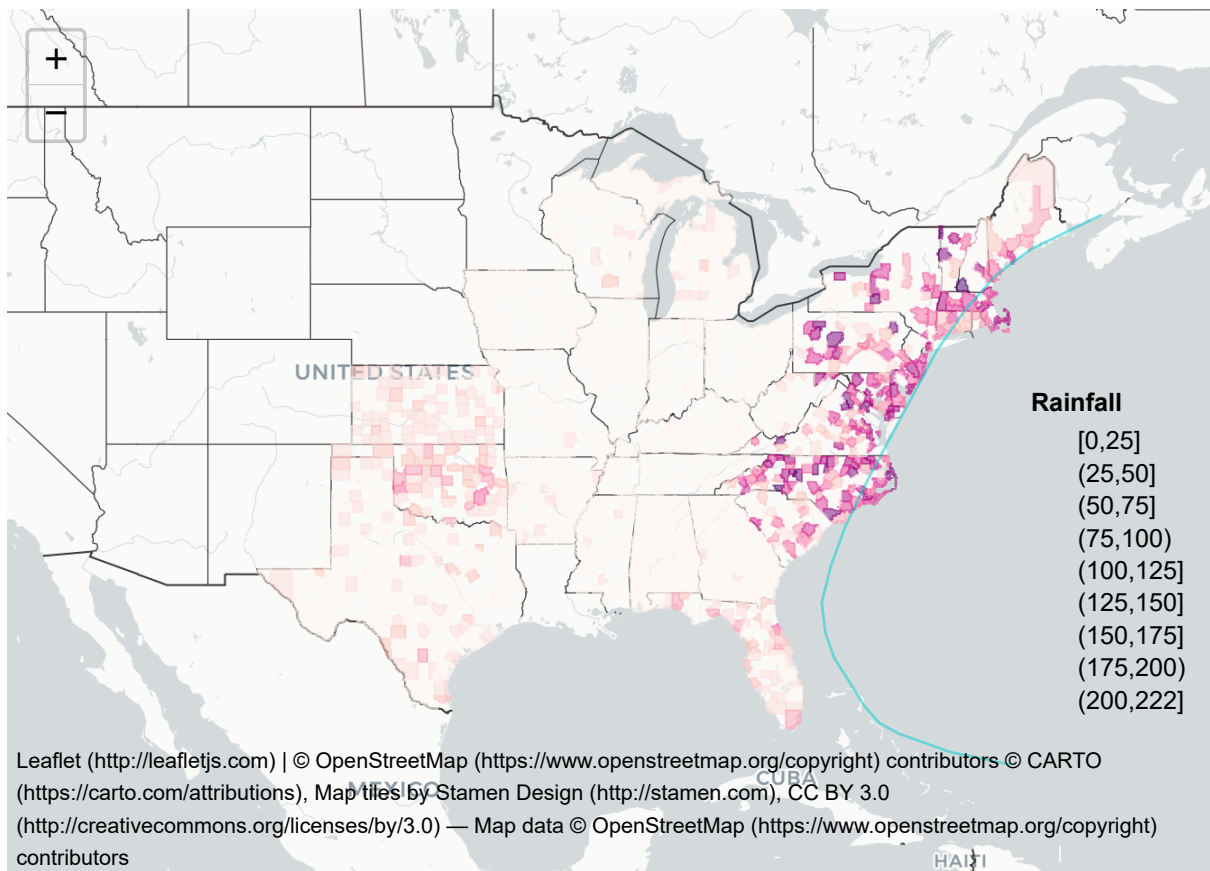 +
−
UNITED STATES
Rainfall
[0,25]
(25,50]
(50,75]
(75,100)
(100,125]
(125,150]
(150,175]
(175,200)
(200,222]
Leaflet (http://leafletjs.com) | © OpenStreetMap (https://www.openstreetmap.org/copyright) contributors © CARTO
(https://carto.com/attributions), Map tiles by Stamen Design (http://stamen.com), CC BY 3.0
(http://creativecommons.org/licenses/by/3.0) — Map data © OpenStreetMap (https://www.openstreetmap.org/copyright)
contributors
MEXICO
CUBA
HAITI